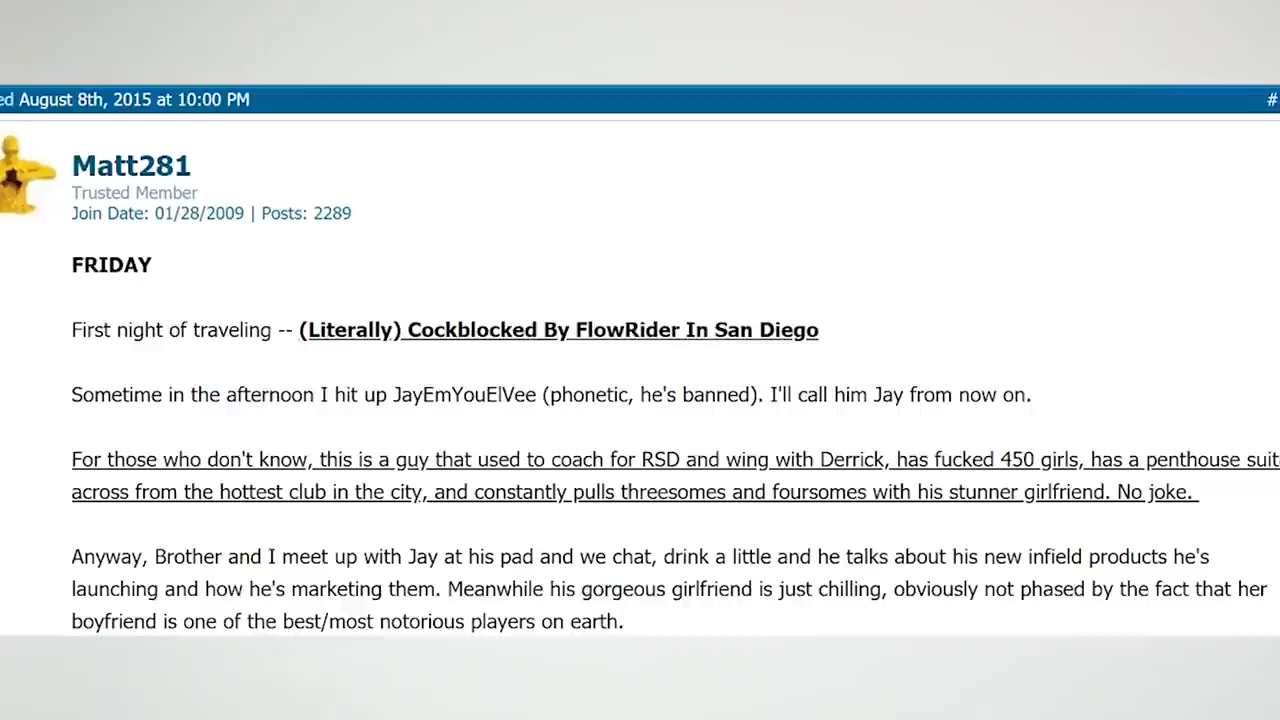 ed August 8th, 2015 at 10:00 PM #
Matt281
Trusted Member
Join Date: 01/28/2009 | Posts: 2289
FRIDAY
First night of traveling -- (Literally) Cockblocked By FlowRider In San Diego
Sometime in the afternoon I hit up JayEmYouElVee (phonetic, he's banned). I'll call him Jay from now on.
For those who don't know, this is a guy that used to coach for RSD and wing with Derrick, has fucked 450 girls, has a penthouse suit
across from the hottest club in the city, and constantly pulls threesomes and foursomes with his stunner girlfriend. No joke.
Anyway, Brother and I meet up with Jay at his pad and we chat, drink a little and he talks about his new infield products he's
launching and how he's marketing them. Meanwhile his gorgeous girlfriend is just chilling, obviously not phased by the fact that her
boyfriend is one of the best/most notorious players on earth.